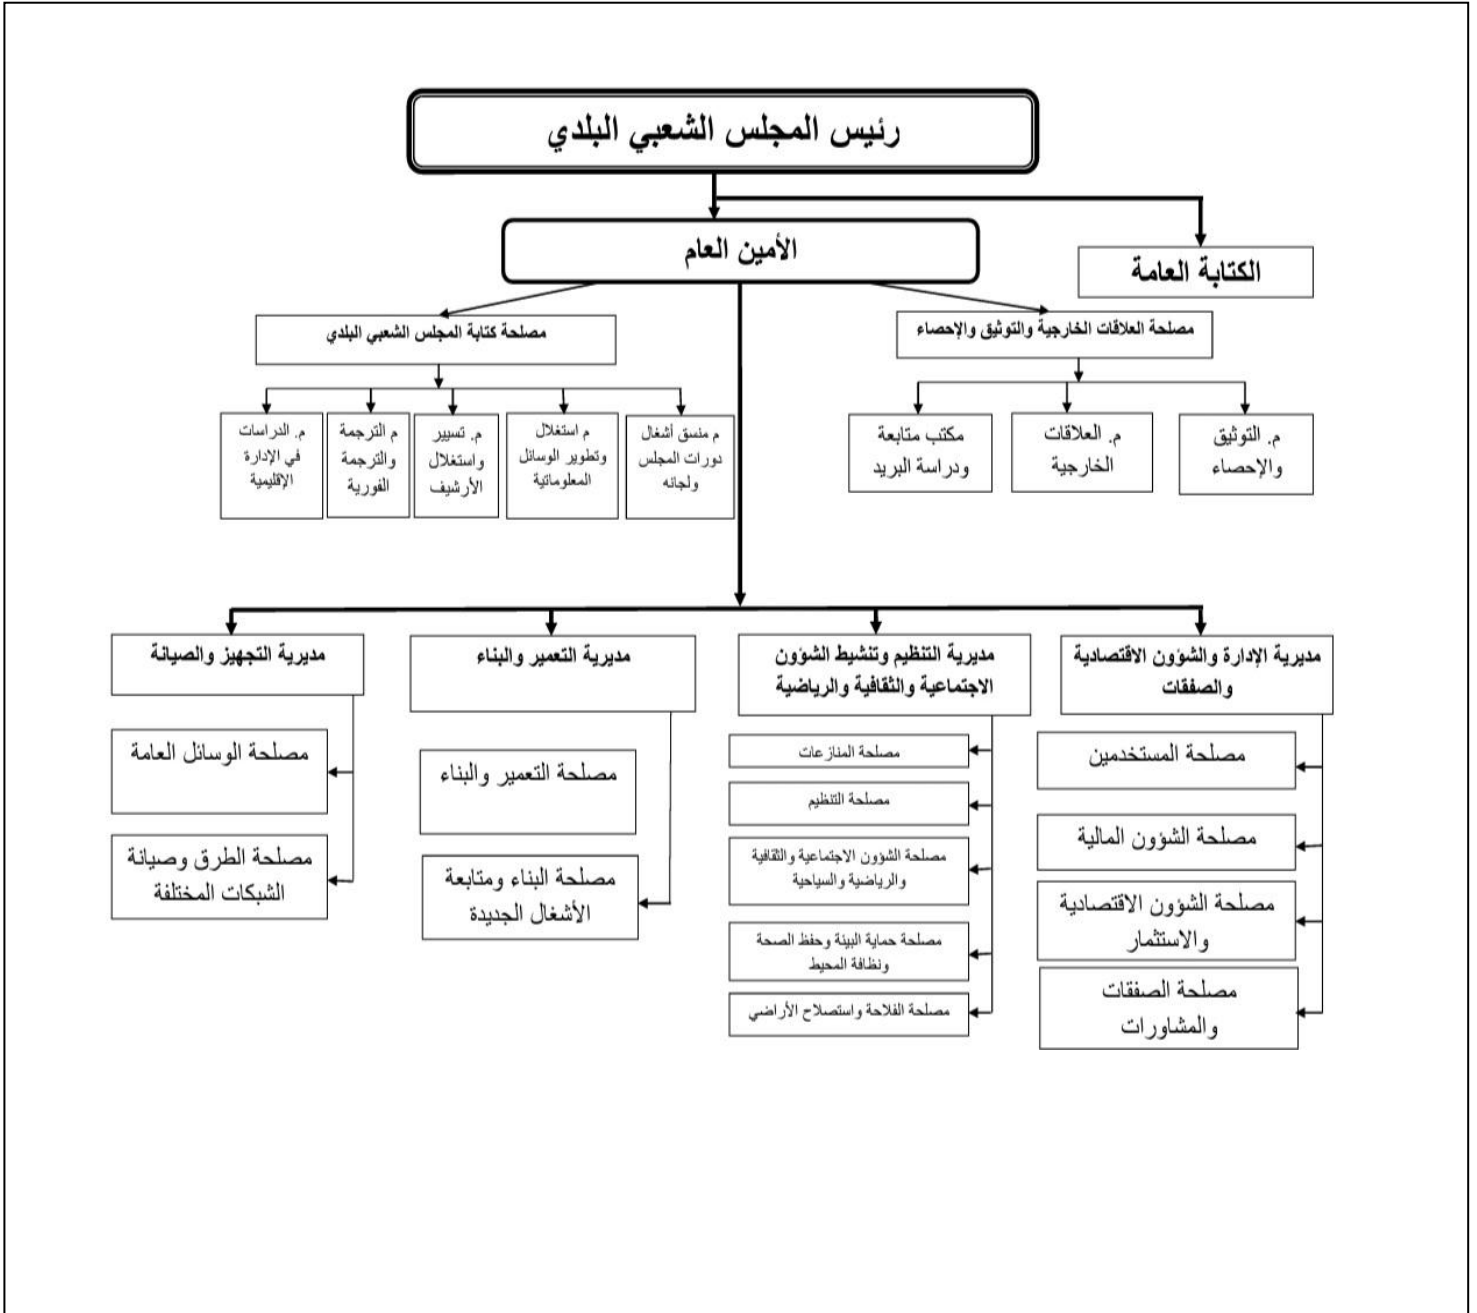 رئيس المجلس الشعبي البلدي
الأمين العام
الكتابة العامة
مصلحة العلاقات الخارجية والتوثيق والإحصاء
مصلحة كتابة المجلس الشعبي البلدي
م. التوثيق
والإحصاء
م. العلاقات
الخارجية
مكتب متابعة
ودراسة البريد
م منسق أشغال
دورات المجلس
ولجانه
م استغلال
وتطوير الوسائل
المعلوماتية
م. تسيير
واستغلال
الأرشيف
م الترجمة
والترجمة
الفورية
م. الدراسات
في الإدارة
الإقليمية
مديرية الإدارة والشؤون الاقتصادية
والصفقات
مديرية التنظيم وتنشيط الشؤون
الاجتماعية والثقافية والرياضية
مديرية التعمير والبناء
مديرية التجهيز والصيانة
مصلحة المستخدمين
مصلحة الشؤون المالية
مصلحة الشؤون الاقتصادية
والاستثمار
مصلحة الصفقات
والمشاورات
مصلحة المنازعات
مصلحة التنظيم
مصلحة الشؤون الاجتماعية والثقافية
والرياضية والسياحية
مصلحة حماية البيئة وحفظ الصحة
ونظافة المحيط
مصلحة الفلاحة واستصلاح الأراضي
مصلحة التعمير والبناء
مصلحة البناء ومتابعة
الأشغال الجديدة
مصلحة الوسائل العامة
مصلحة الطرق وصيانة
الشبكات المختلفة